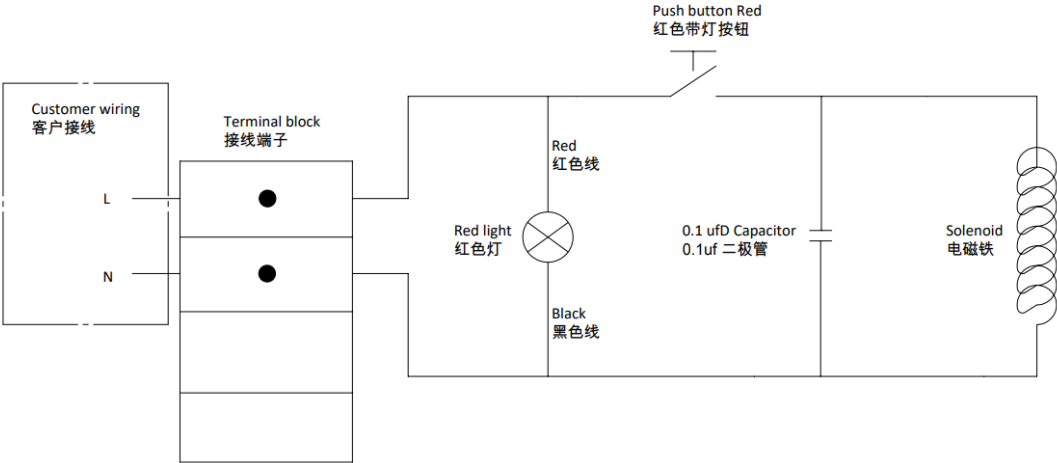 Push button Red
红色带灯按钮
Customer wiring
客户接线
Terminal block
接线端子
Red
红色线
L
Red light
红色灯
0.1 ufD Capacitor
0.1uf 二极管
Solenoid
电磁铁
N
Black
黑色线